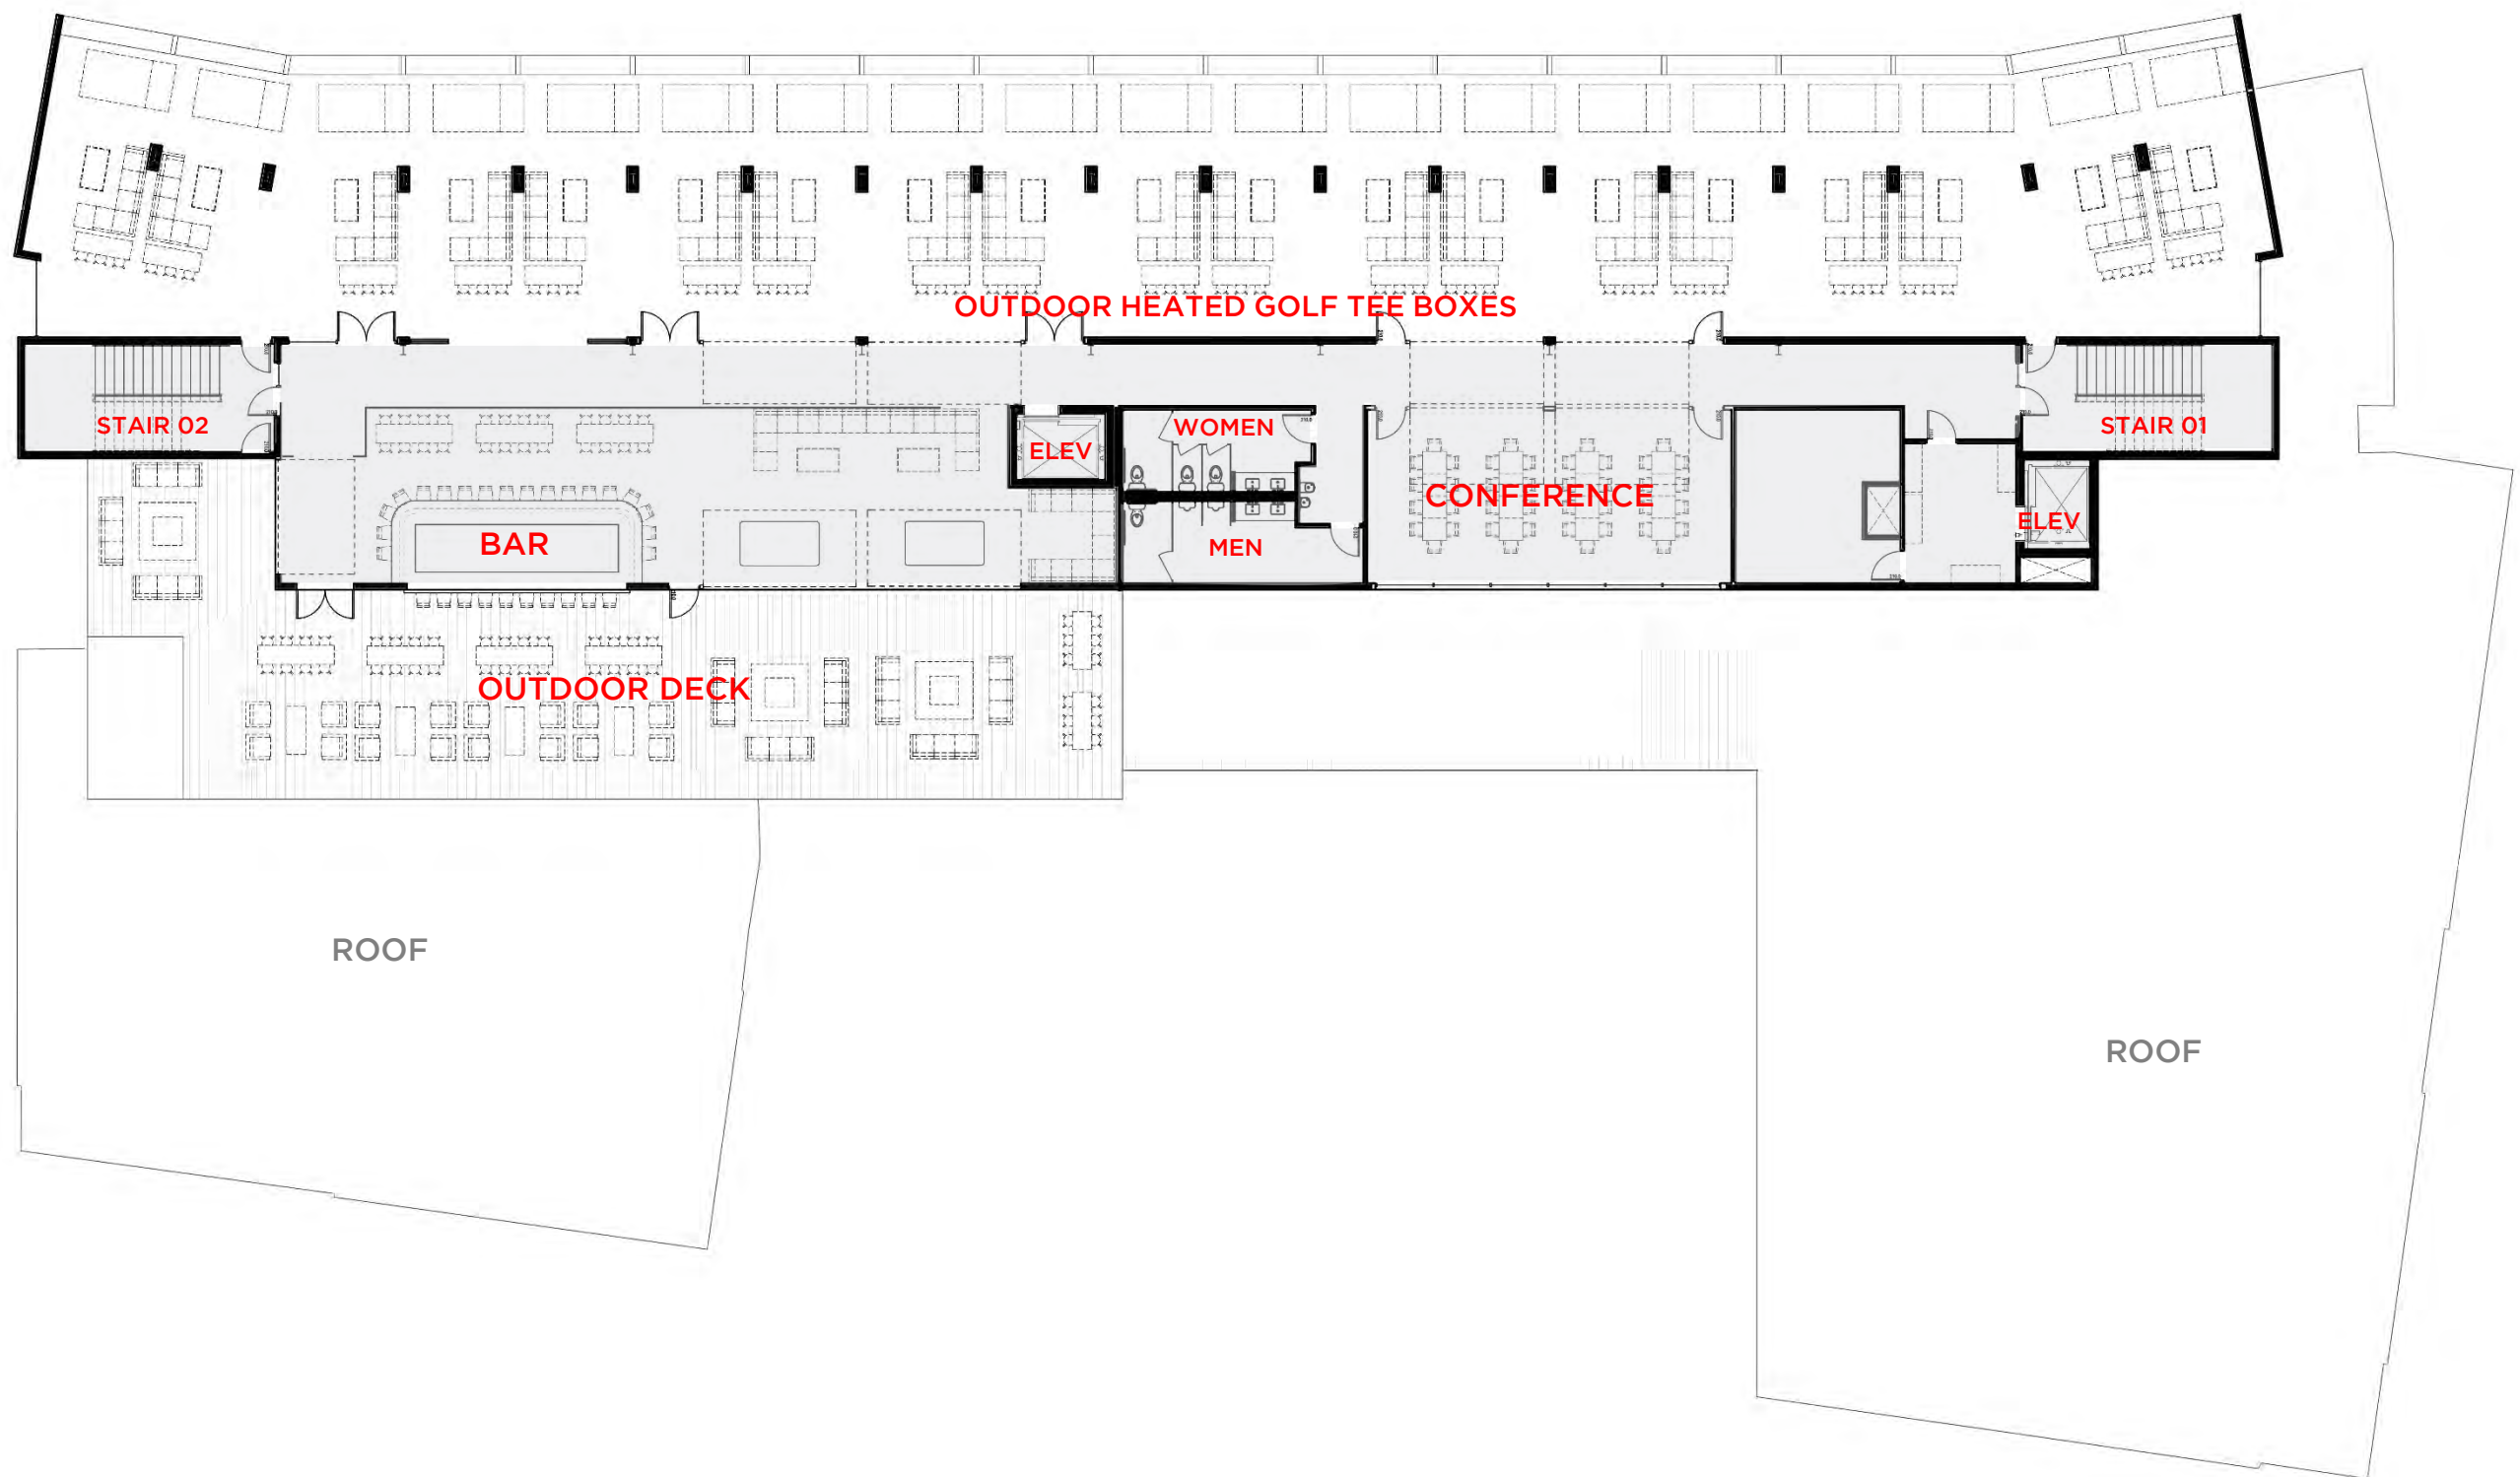 OUTDOOR HEATED GOLF TEE BOXES
STAIR 02
ELEV
WOMEN
STAIR 01
CONFERENCE
ELEV
BAR
MEN
OUTDOOR DECK
ROOF
ROOF